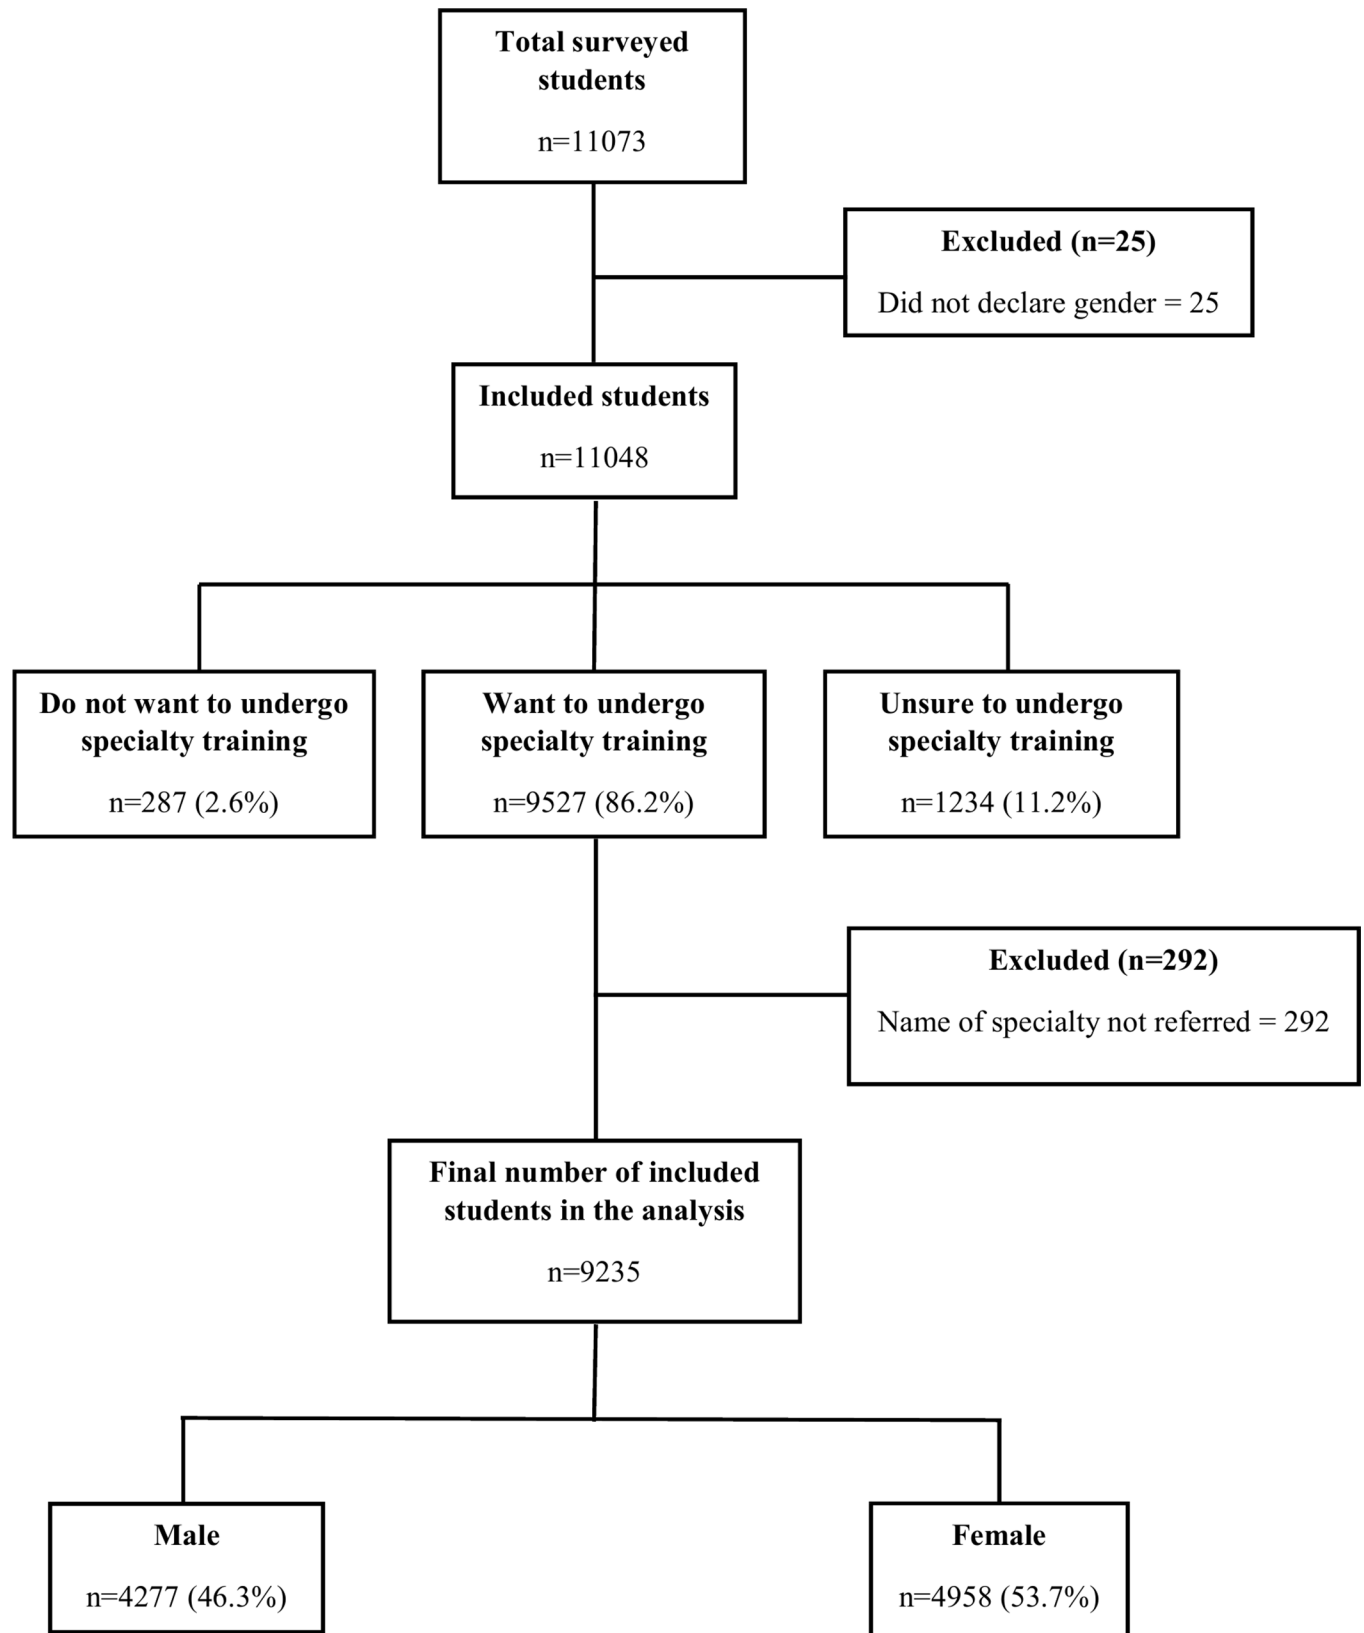 Total surveyed
students
n=11073
Excluded (n=25)
Did not declare gender = 25
Included students
n=11048
Do not want to undergo
specialty training
n=287 (2.6%)
Want to undergo
specialty training
n=9527 (86.2%)
Unsure to undergo
specialty training
n=1234 (11.2%)
Excluded (n=292)
Name of specialty not referred = 292
Final number of included
students in the analysis
n=9235
Male
n=4277 (46.3%)
Female
n=4958 (53.7%)